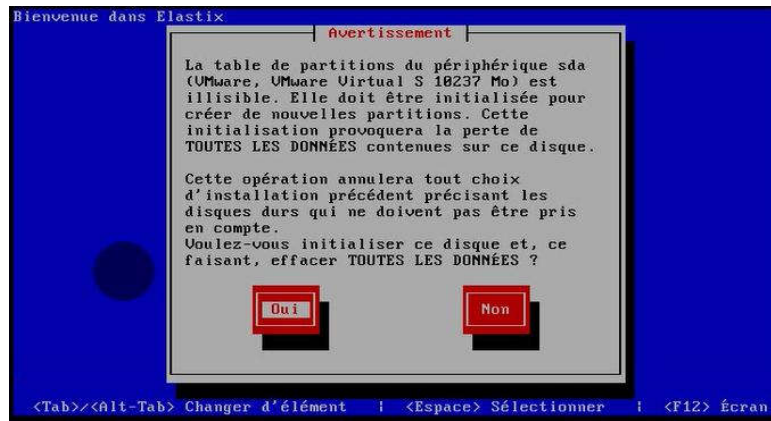 Bienvenue dans Elastix
Avertissement
La table de partitions du périphérique sda
(VMware, VMware Virtual S 10237 Mo) est
illisible. Elle doit être initialisée pour
créer de nouvelles partitions. Cette
initialisation provoquera la perte de
TOUTES LES DONNÉES contenues sur ce disque.
Cette opération annulera tout choix
d'installation précédent précisant les
disques durs qui ne doivent pas être pris
en compte.
Voulez-vous initialiser ce disque et, ce
faisant, effacer TOUTES LES DONNÉES ?
Oui Non
<Tab>/<Alt-Tab> Changer d'élément | <Espace> Sélectionner | <F12> Écran